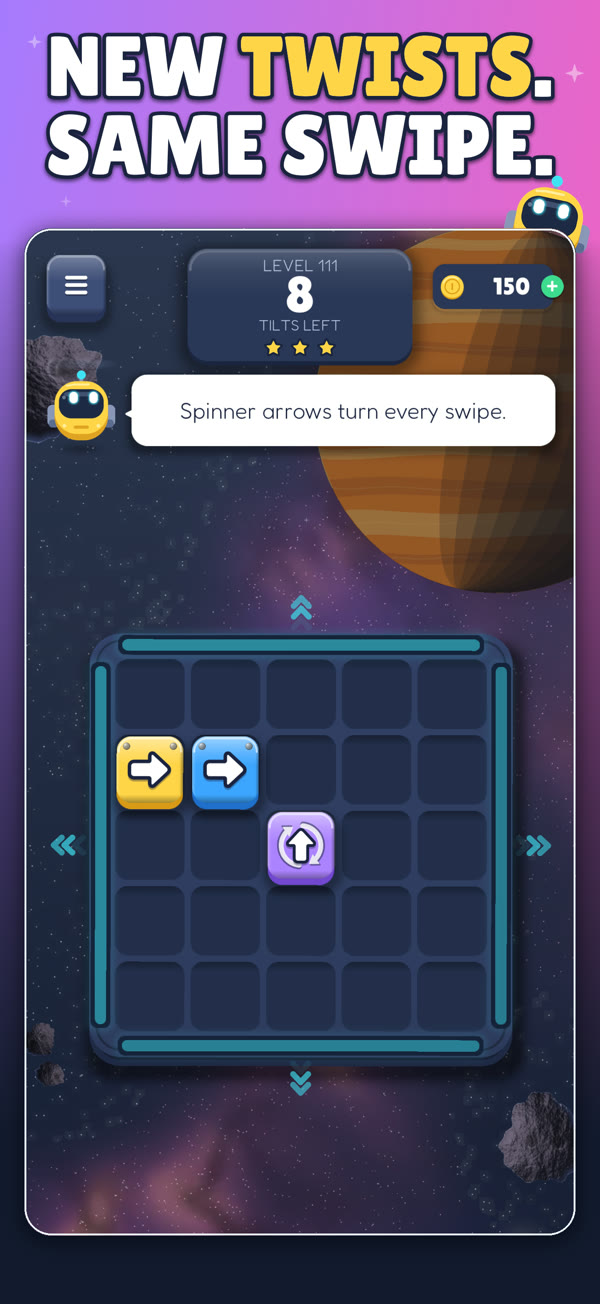 NEW TWISTS.
SAME SWIPE.
LEVEL 111
8
TILTS LEFT
150
Spinner arrows turn every swipe.